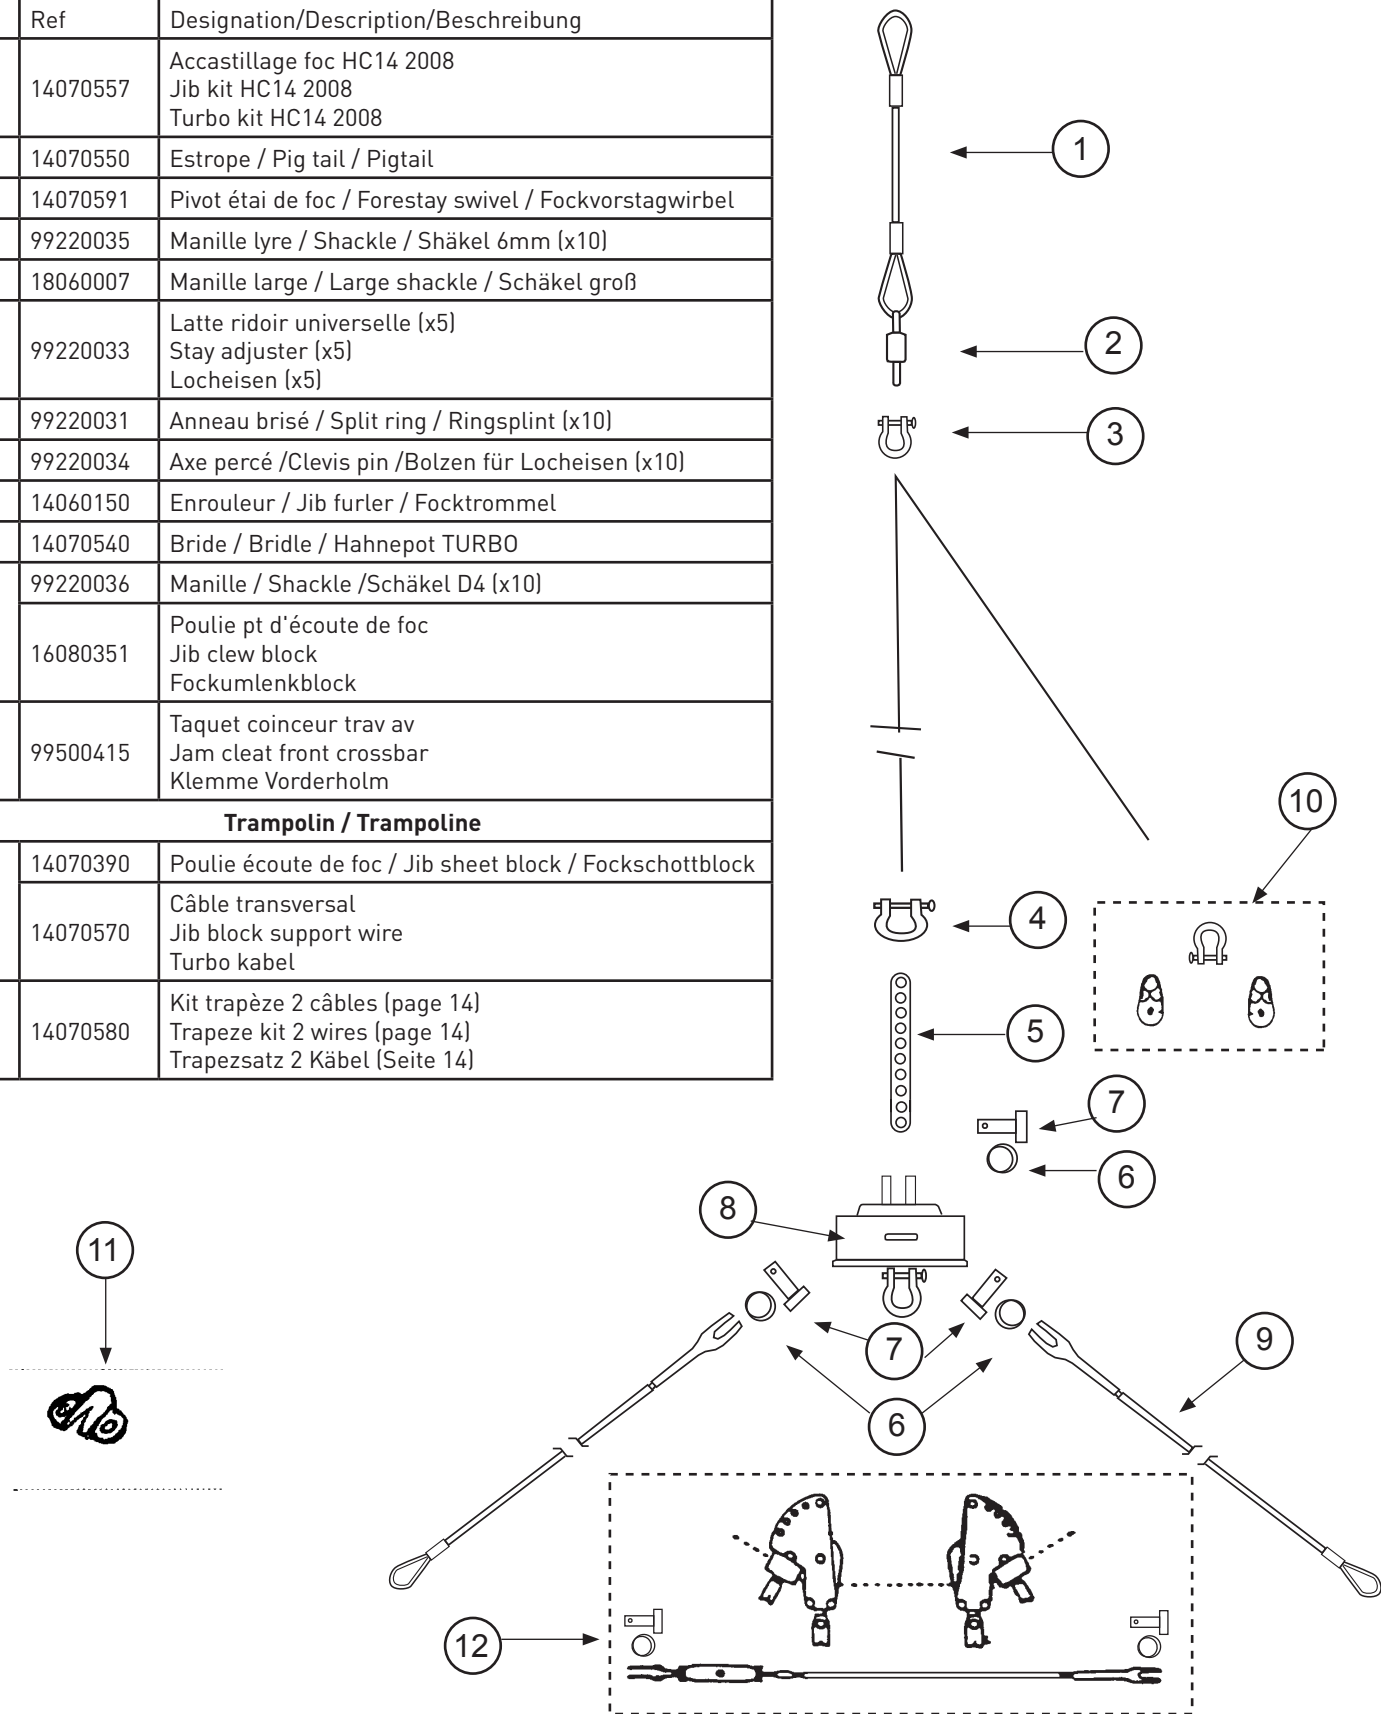 Ref Designation/Description/Beschreibung
14070557 Accastillage foc HC14 2008
Jib kit HC14 2008
Turbo kit HC14 2008
14070550 Estrope / Pig tail / Pigtail
14070591 Pivot étai de foc / Forestay swivel / Fockvorstagwirbel
99220035 Manille lyre / Shackle / Shäkel 6mm (x10)
18060007 Manille large / Large shackle / Schäkel groß
99220033 Latte ridoir universelle (x5)
Stay adjuster (x5)
Locheisen (x5)
99220031 Anneau brisé / Split ring / Ringsplint (x10)
99220034 Axe percé /Clevis pin /Bolzen für Locheisen (x10)
14060150 Enrouleur / Jib furler / Focktrommel
14070540 Bride / Bridle / Hahnepot TURBO
99220036 Manille / Shackle /Schäkel D4 (x10)
16080351 Poulie pt d'écoute de foc
Jib clew block
Fockumlenkblock
99500415 Taquet coinceur trav av
Jam cleat front crossbar
Klemme Vorderholm
Trampolin / Trampoline
14070390 Poulie écoute de foc / Jib sheet block / Fockschottblock
14070570 Câble transversal
Jib block support wire
Turbo kabel
14070580 Kit trapèze 2 câbles (page 14)
Trapeze kit 2 wires (page 14)
Trapezsatz 2 Käbel (Seite 14)
1
2
3
10
4
5
7
6
8
11
7
9
6
12